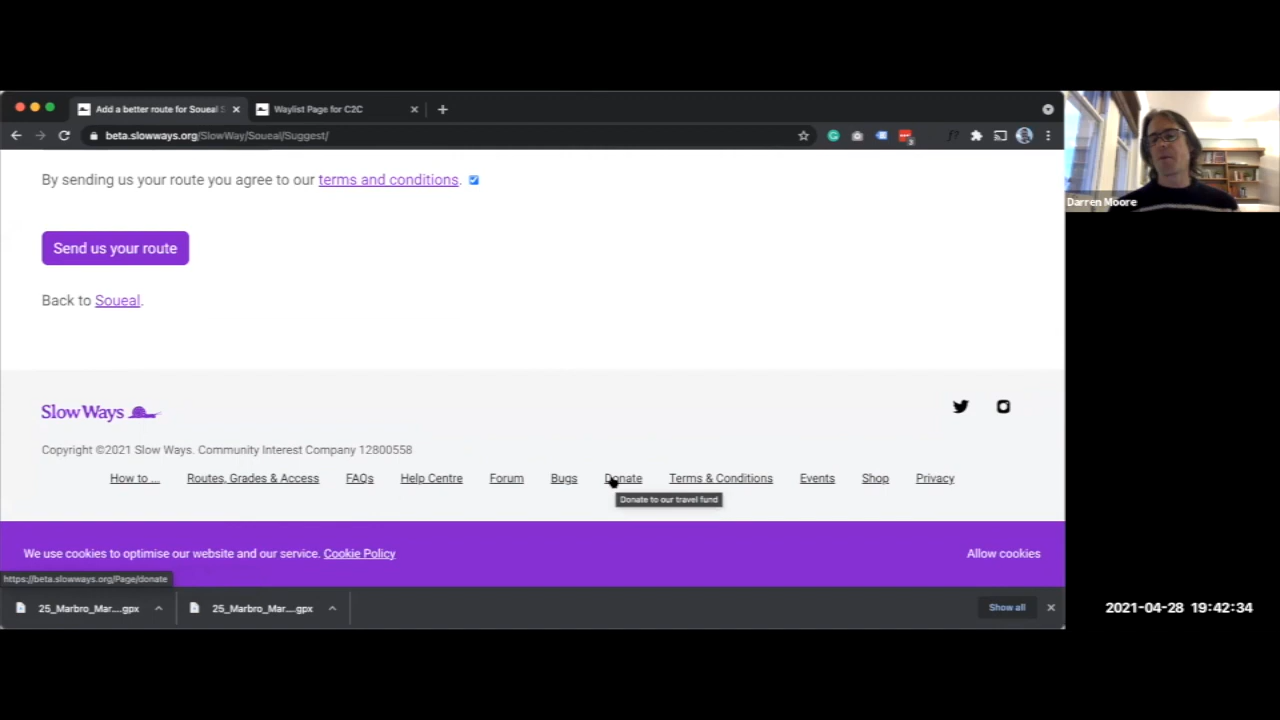 Add a better route for Soueal
Waylist Page for C2C
beta.slowways.org/SlowWay/Soueal/Suggest/
By sending us your route you agree to our terms and conditions.
Send us your route
Back to Soueal.
Darren Moore
Slow Ways
Copyright ©2021 Slow Ways. Community Interest Company 12800558
How to ... Routes, Grades & Access FAQs Help Centre Forum Bugs Donate Terms & Conditions Events Shop Privacy
Donate to our travel fund
We use cookies to optimise our website and our service. Cookie Policy Allow cookies
https://beta.slowways.org/Page/donate
25_Marbro_Mar....gpx 25_Marbro_Mar....gpx Show all
2021-04-28 19:42:34